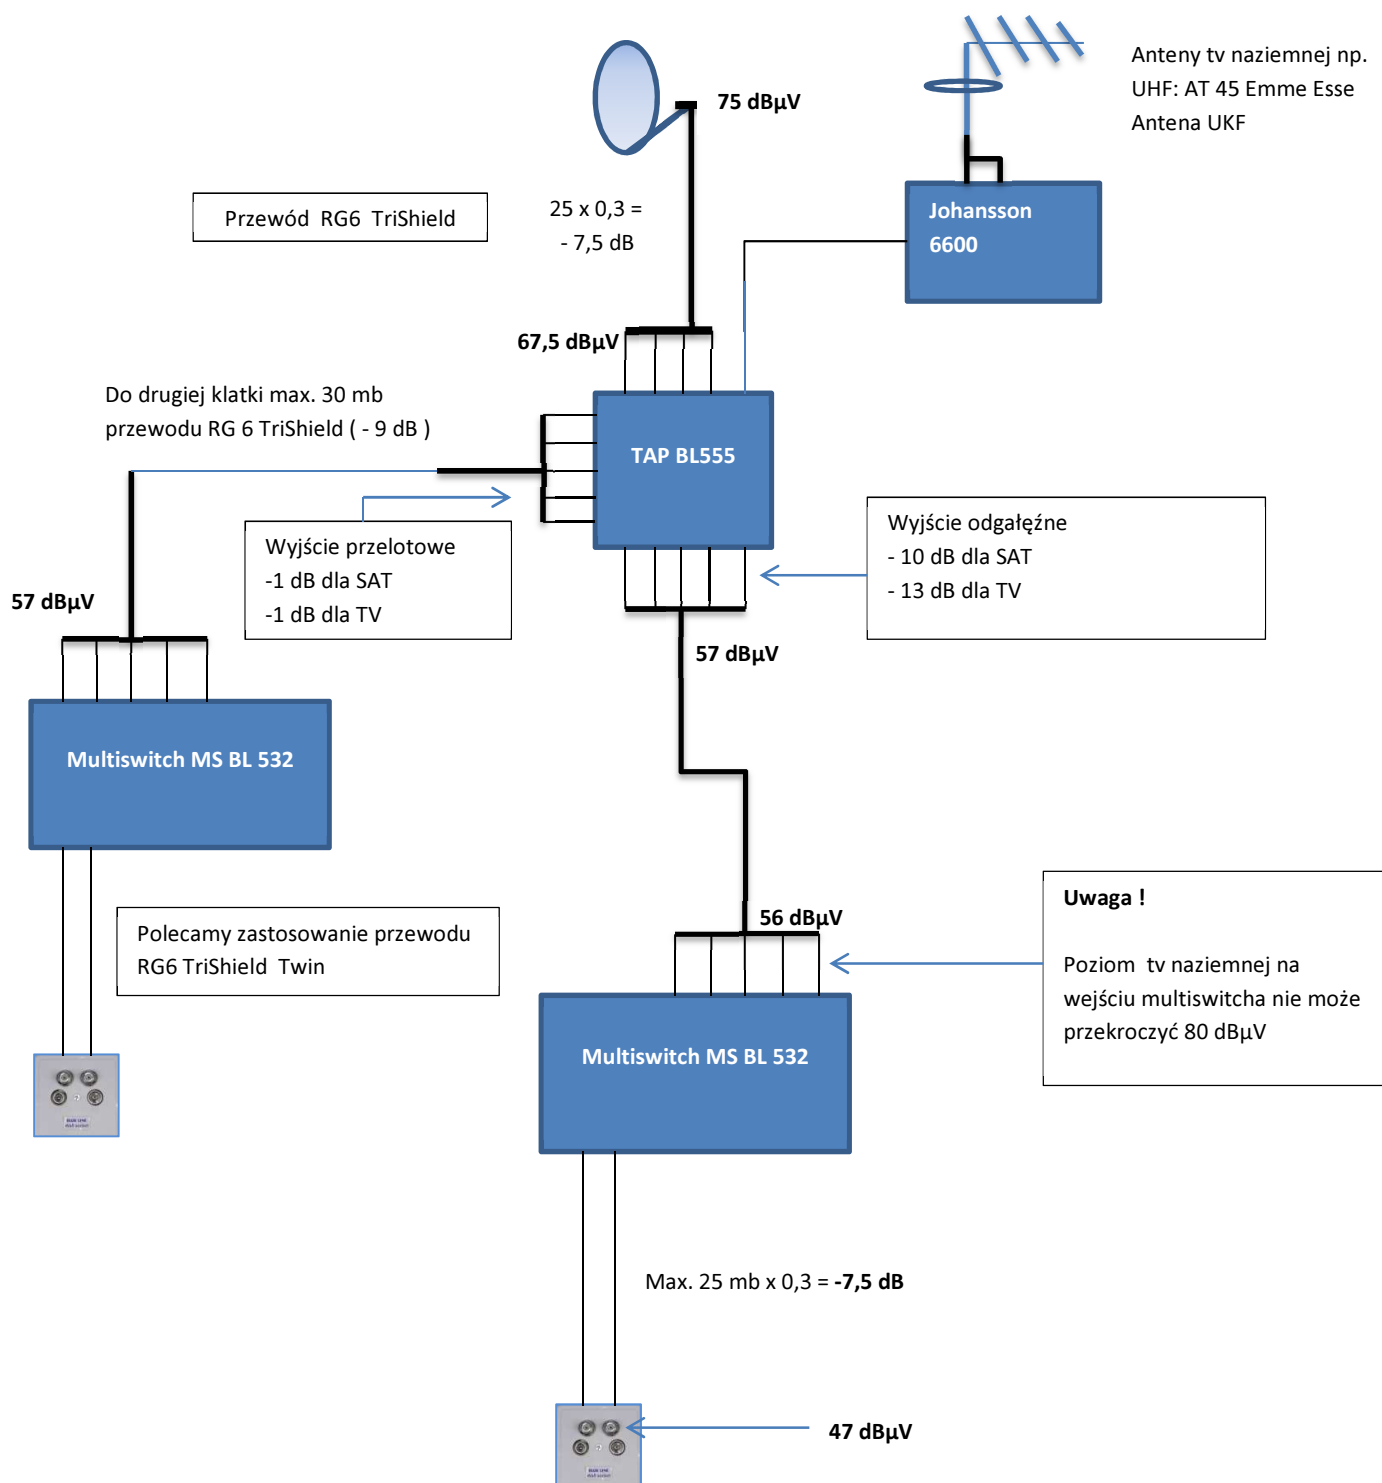 Anteny tv naziemnej np.
UHF: AT 45 Emme Esse
Antena UKF
75 dBµV
Johansson
6600
Przewód RG6 TriShield
25 x 0,3 =
- 7,5 dB
67,5 dBµV
Do drugiej klatki max. 30 mb
przewodu RG 6 TriShield ( - 9 dB )
TAP BL555
Wyjście przelotowe
-1 dB dla SAT
-1 dB dla TV
Wyjście odgałęźne
- 10 dB dla SAT
- 13 dB dla TV
57 dBµV
57 dBµV
Multiswitch MS BL 532
Polecamy zastosowanie przewodu
RG6 TriShield Twin
56 dBµV
Uwaga !
Poziom tv naziemnej na
wejściu multiswitcha nie może
przekroczyć 80 dBµV
Multiswitch MS BL 532
Max. 25 mb x 0,3 = -7,5 dB
47 dBµV